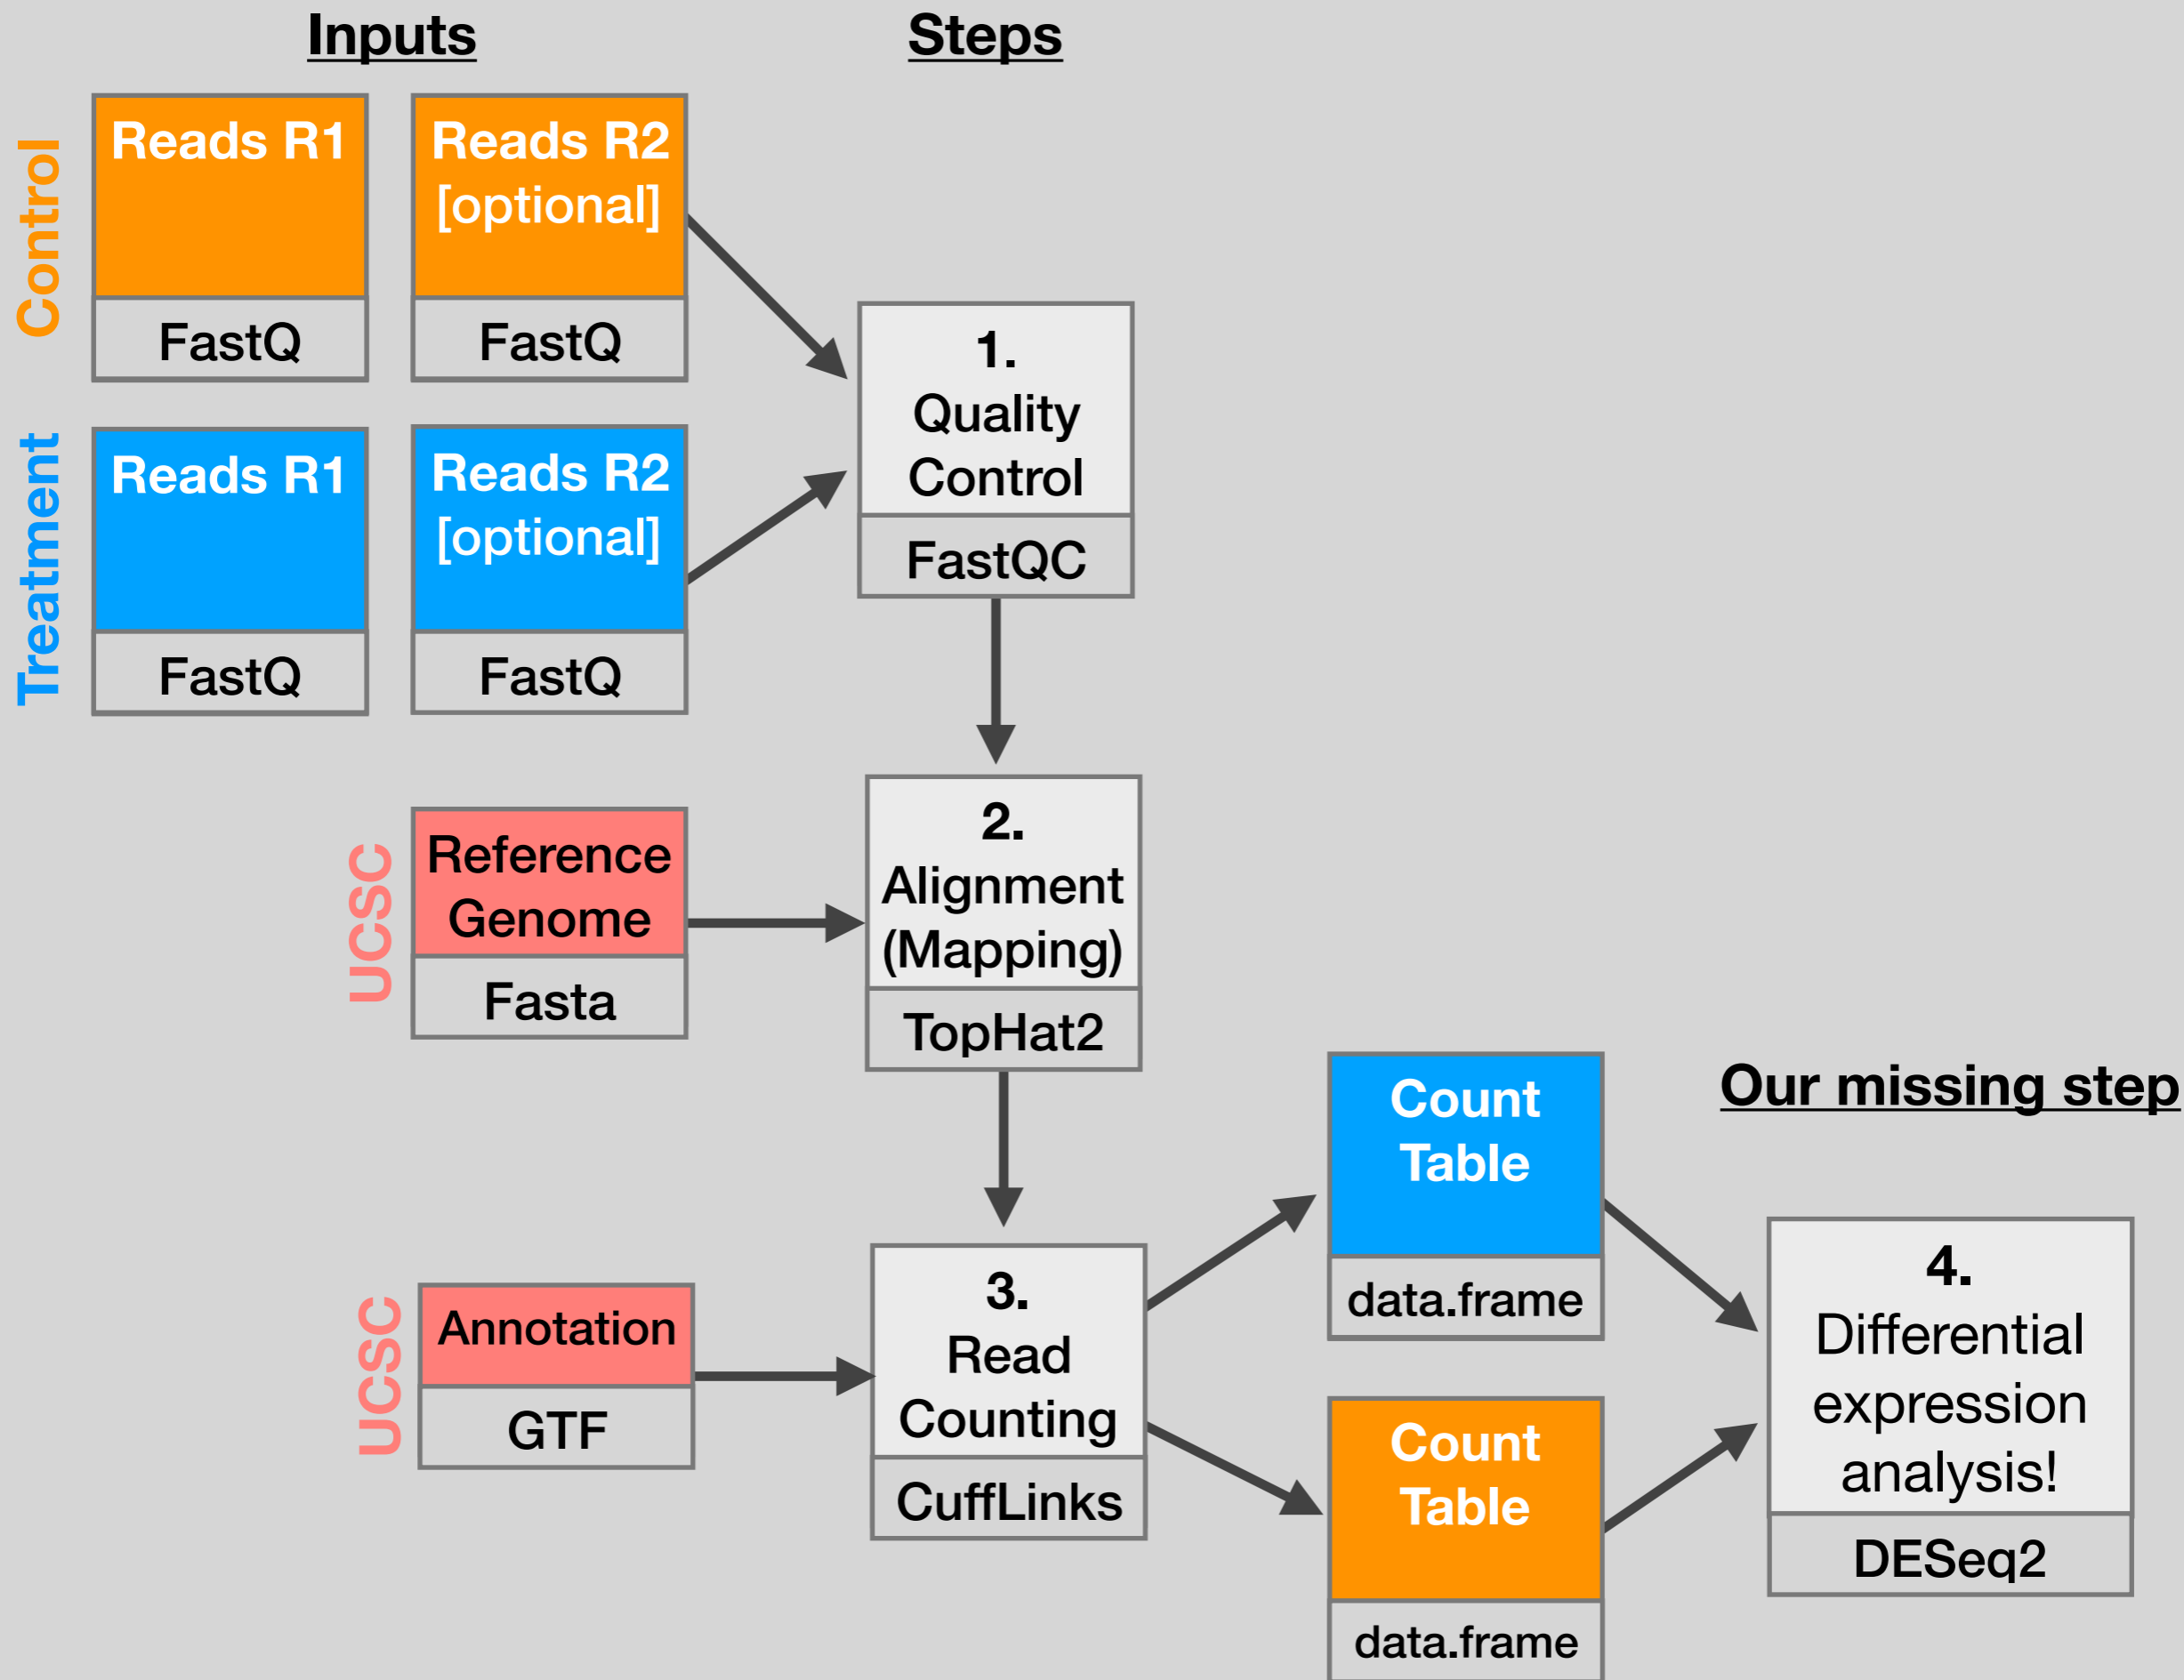 Inputs
Steps
Control
Reads R1
Reads R2
[optional]
FastQ
FastQ
Treatment
Reads R1
Reads R2
[optional]
FastQ
FastQ
1.
Quality
Control
FastQC
UCSC
Reference
Genome
Fasta
2.
Alignment
(Mapping)
TopHat2
UCSC
Annotation
GTF
3.
Read
Counting
CuffLinks
Count
Table
data.frame
Count
Table
data.frame
Our missing step
4.
Differential
expression
analysis!
DESeq2